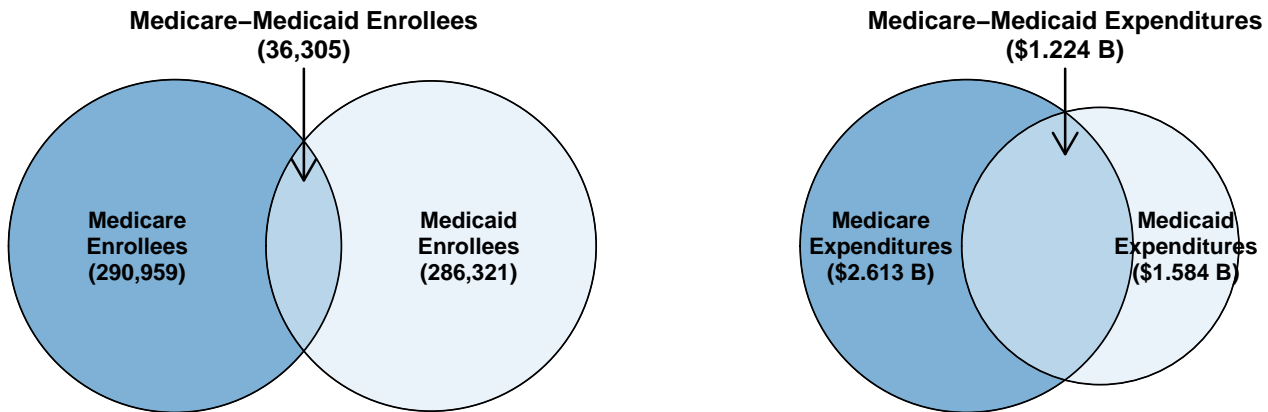 Medicare–Medicaid Enrollees
(36,305)
Medicare
Enrollees
(290,959)
Medicaid
Enrollees
(286,321)
Medicare–Medicaid Expenditures
($1.224 B)
Medicare
Expenditures
($2.613 B)
Medicaid
Expenditures
($1.584 B)